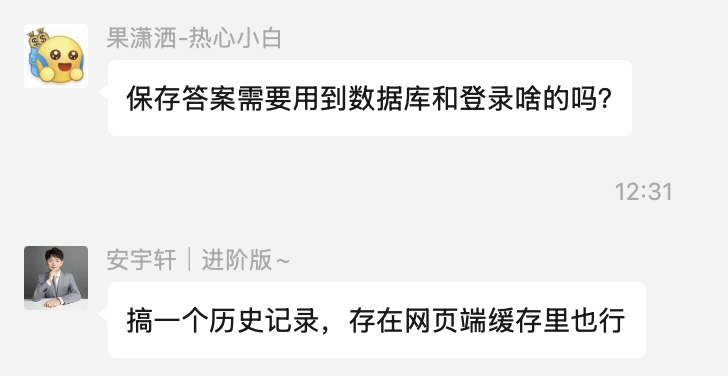 果潇洒-热心小白
保存答案需要用到数据库和登录啥的吗?
12:31
安宇轩｜进阶版~
搞一个历史记录，存在网页端缓存里也行